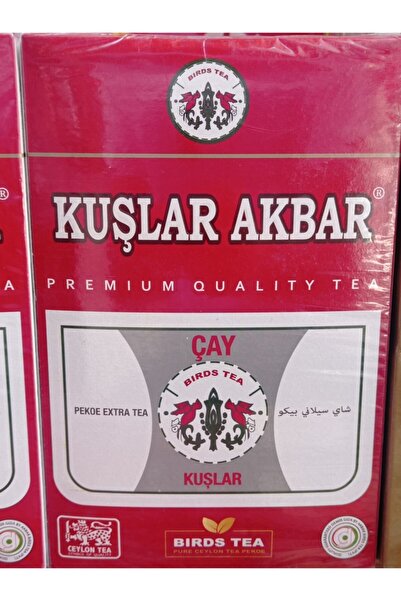 BIRDS TEA
KUŞLAR AKBAR®
PREMIUM QUALITY TEA
ÇAY
BIRDS TEA
PEKOE EXTRA TEA
شاي سيلاني بيكو
KUŞLAR
CEYLON TEA
BIRDS TEA
PURE CEYLON TEA PEKOE